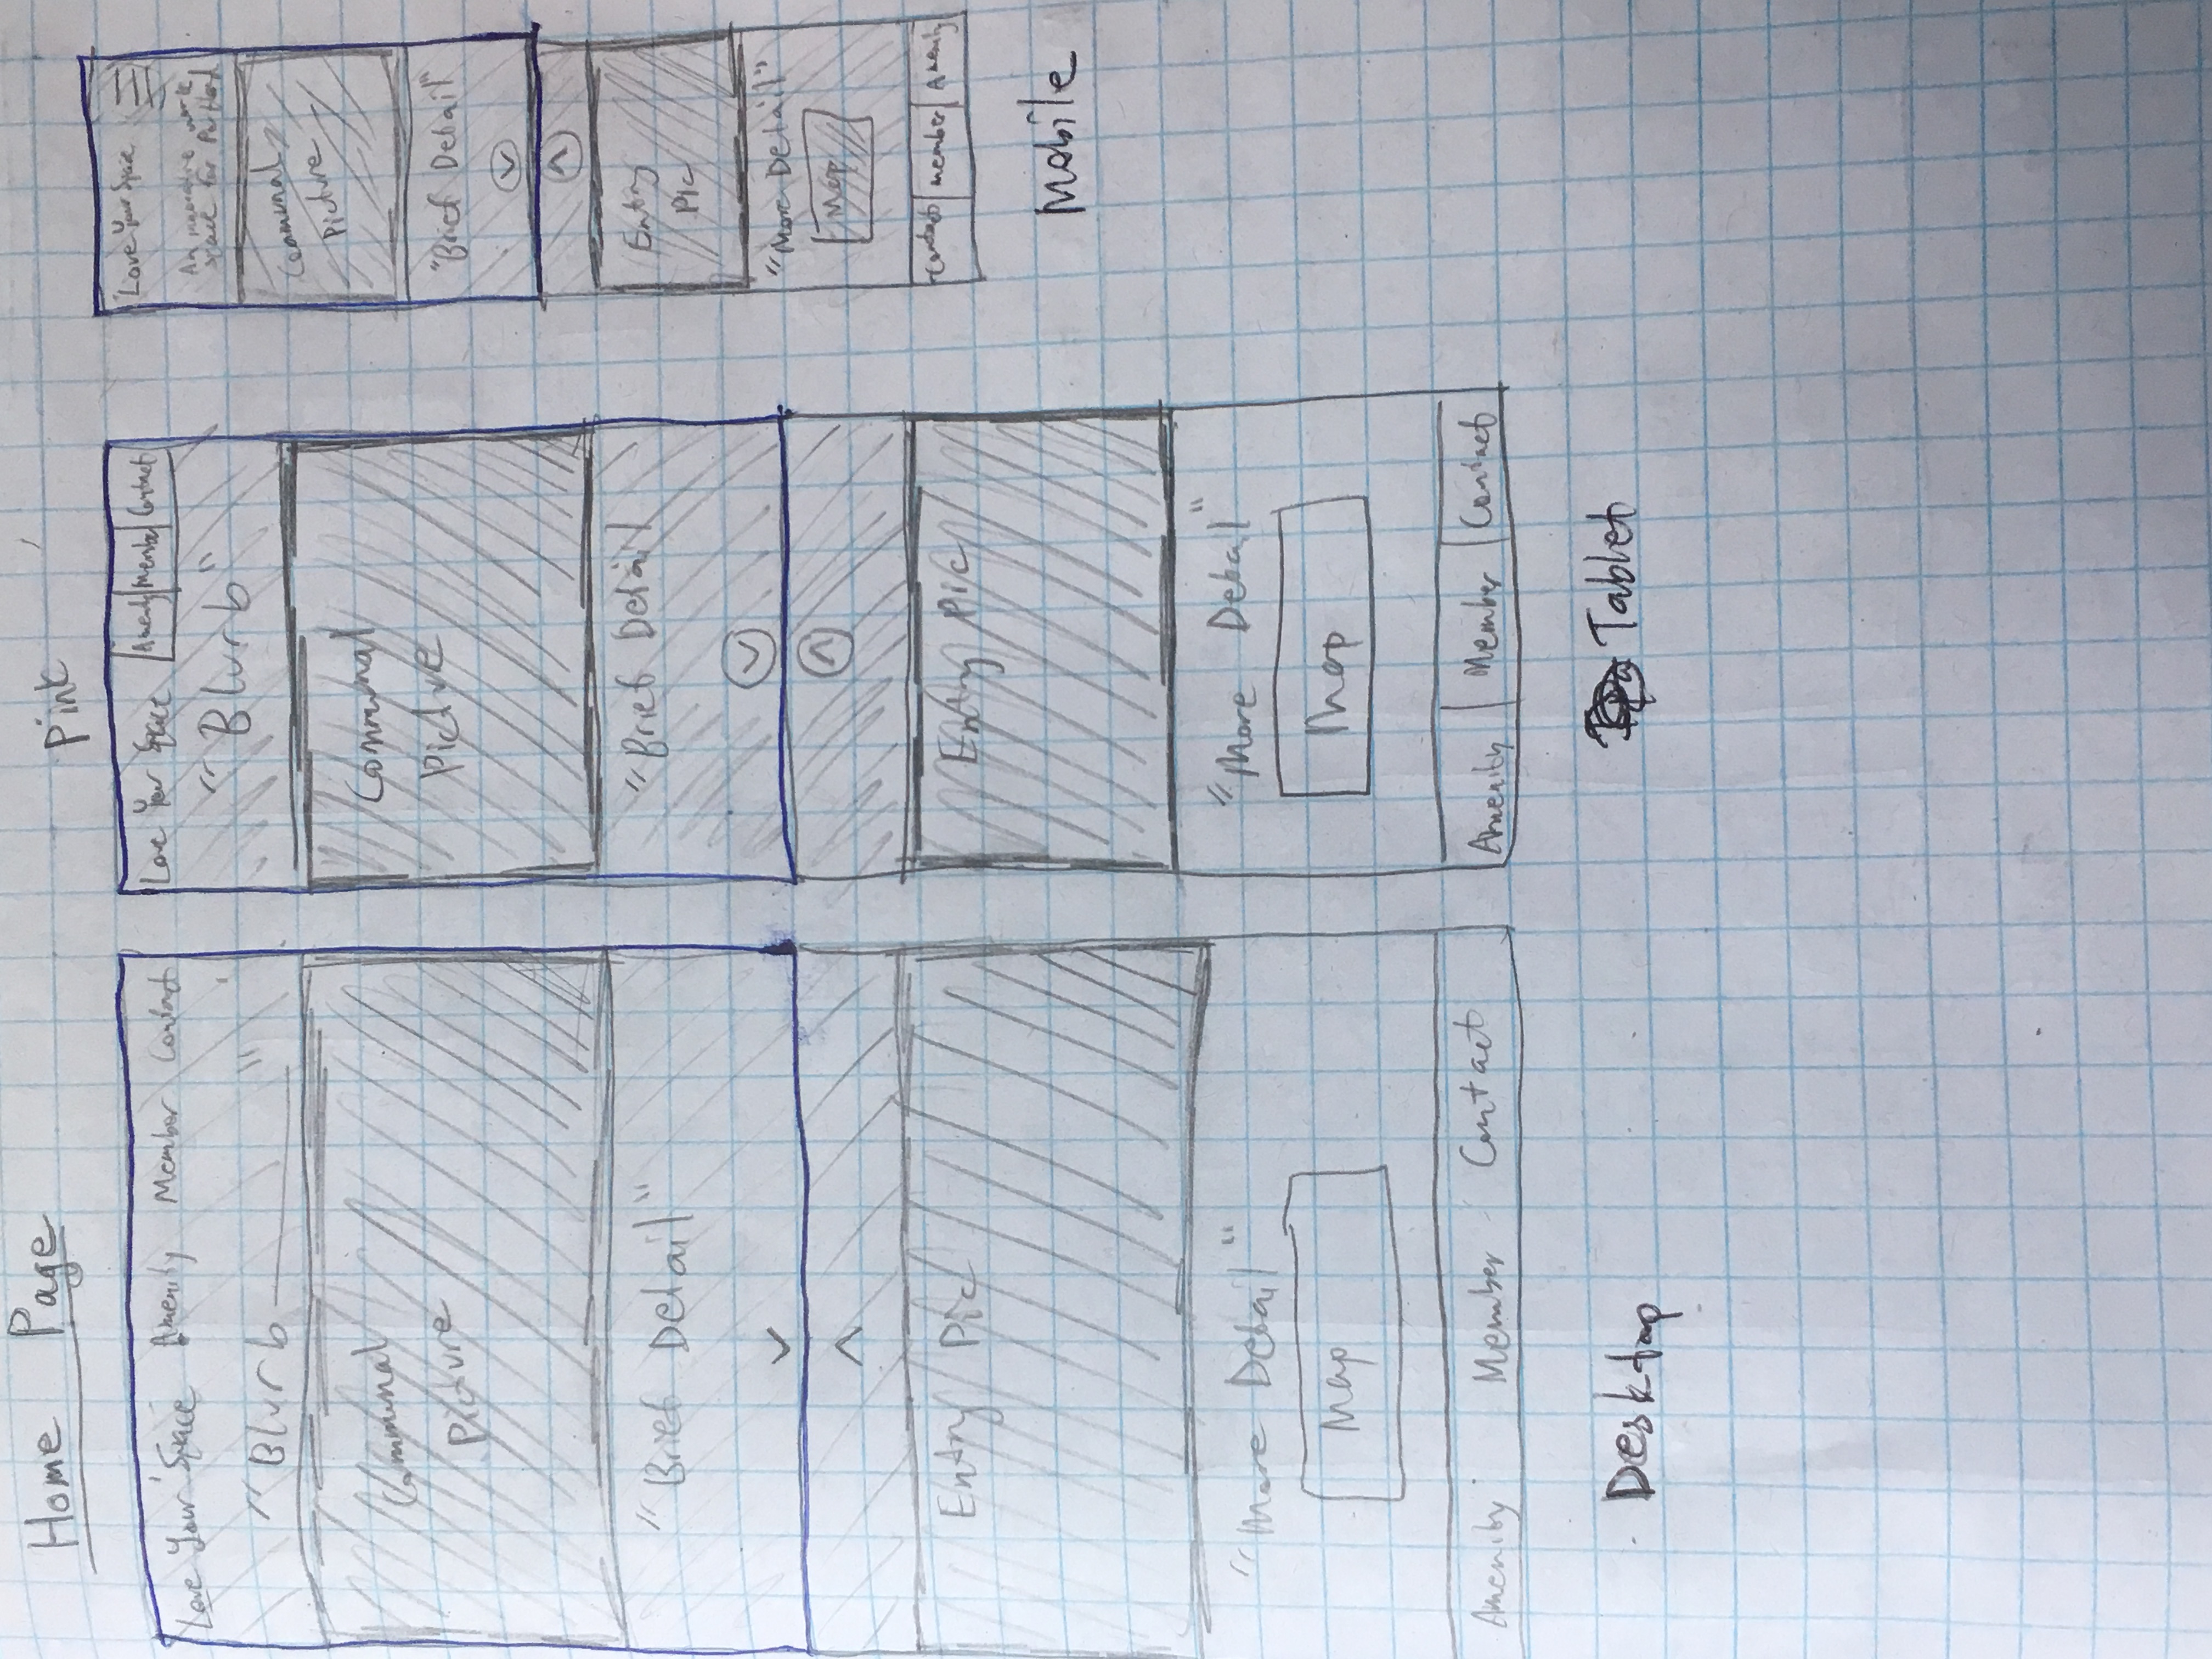 Home Page
Pink
Love Your Space Amenity Member Contact
"Blurb"
Communal
Picture
"Brief Detail"
Entry Pic
"More Detail"
Map
Amenity Member Contact
Desktop
Love Your Space Amenity Member Contact
"Blurb"
Communal
Picture
"Brief Detail
Entry Pic
"More Detail"
Map
Amenity Member Contact
Tablet
Love Your Space
An work
space for Portland
Communal
Picture
"Brief Detail"
Entry
Pic
"More Detail"
Map
Contact member Amenity
Mobile